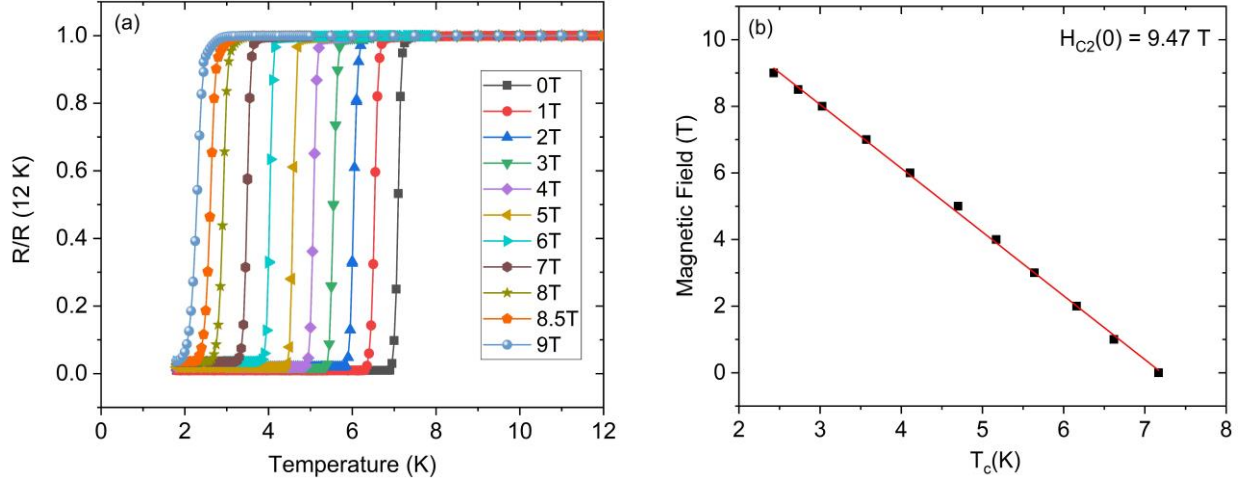 (a)
1.0
0.8
0.6
0.4
0.2
0.0
R/R (12 K)
0 2 4 6 8 10 12
Temperature (K)
0T
1T
2T
3T
4T
5T
6T
7T
8T
8.5T
9T
(b)
H_C2(0) = 9.47 T
10
8
6
4
2
0
Magnetic Field (T)
2 3 4 5 6 7 8
T_c(K)